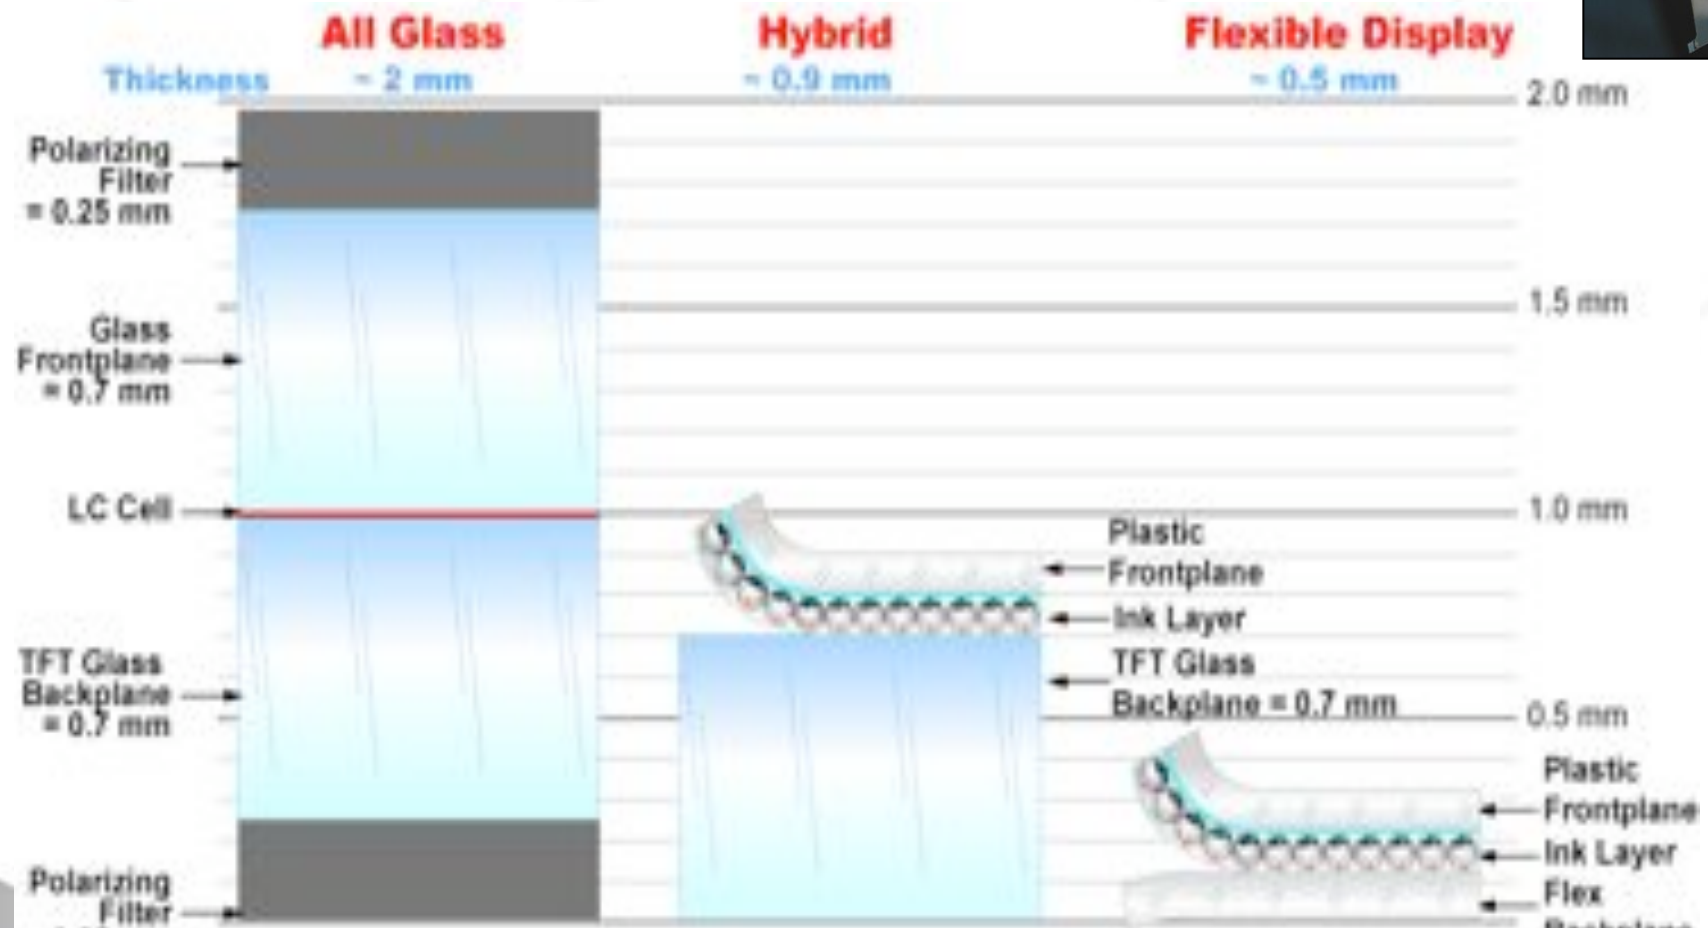 All Glass
Hybrid
Flexible Display
Thickness
~ 2 mm
~ 0.9 mm
~ 0.5 mm
2.0 mm
Polarizing
Filter
= 0.25 mm
1.5 mm
Glass
Frontplane
= 0.7 mm
LC Cell
1.0 mm
Plastic
Frontplane
Ink Layer
TFT Glass
Backplane = 0.7 mm
TFT Glass
Backplane
= 0.7 mm
0.5 mm
Plastic
Frontplane
Ink Layer
Flex
Polarizing
Filter